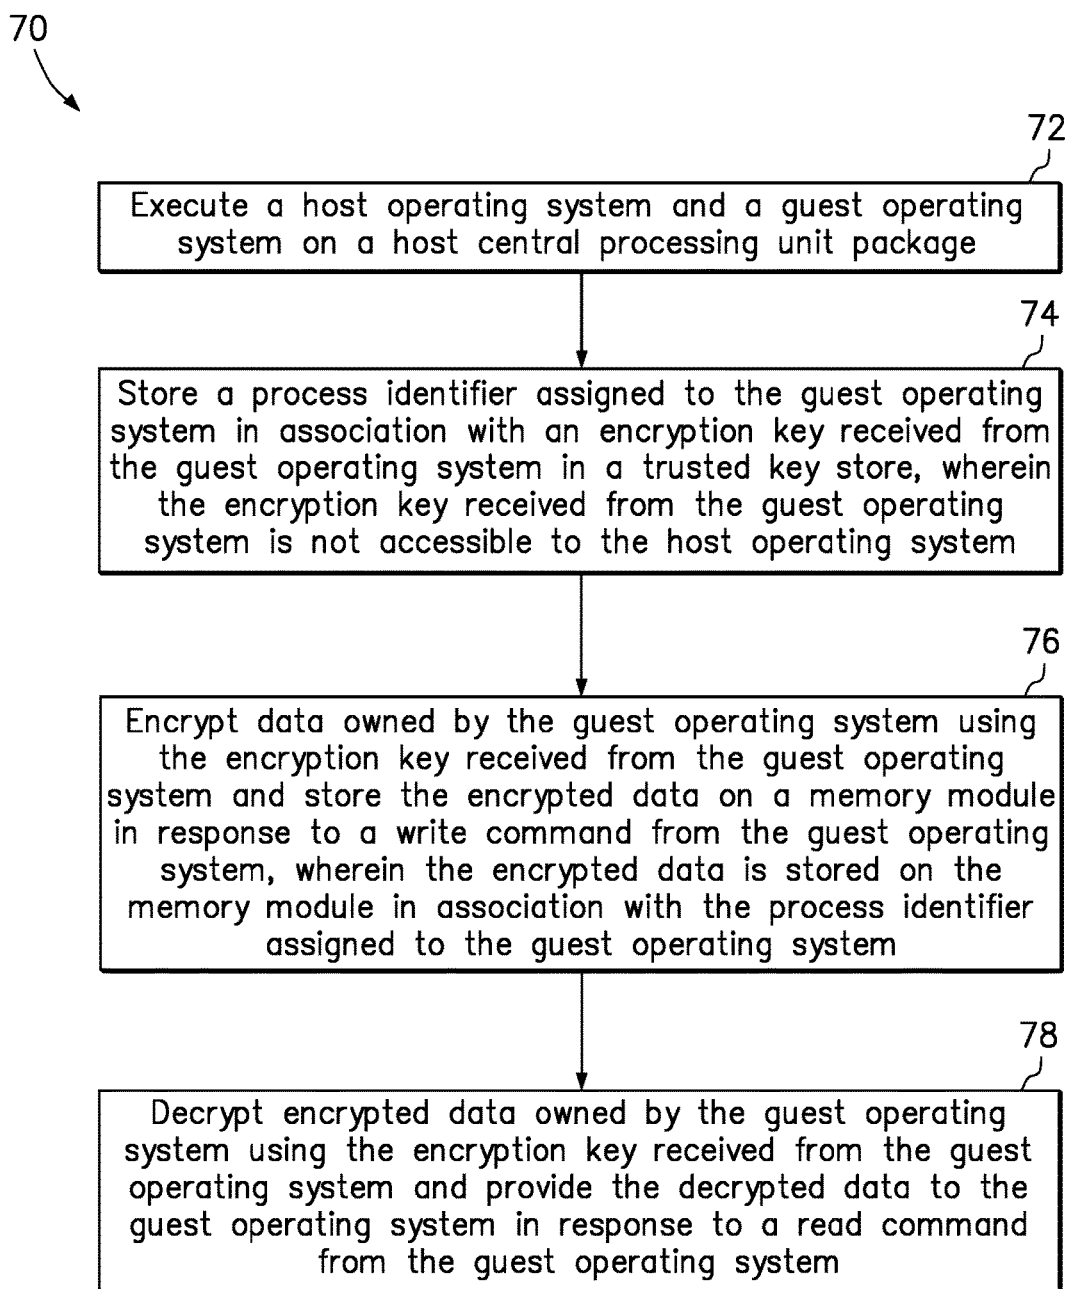 70
72
Execute a host operating system and a guest operating
system on a host central processing unit package
74
Store a process identifier assigned to the guest operating
system in association with an encryption key received from
the guest operating system in a trusted key store, wherein
the encryption key received from the guest operating
system is not accessible to the host operating system
76
Encrypt data owned by the guest operating system using
the encryption key received from the guest operating
system and store the encrypted data on a memory module
in response to a write command from the guest operating
system, wherein the encrypted data is stored on the
memory module in association with the process identifier
assigned to the guest operating system
78
Decrypt encrypted data owned by the guest operating
system using the encryption key received from the guest
operating system and provide the decrypted data to the
guest operating system in response to a read command
from the guest operating system